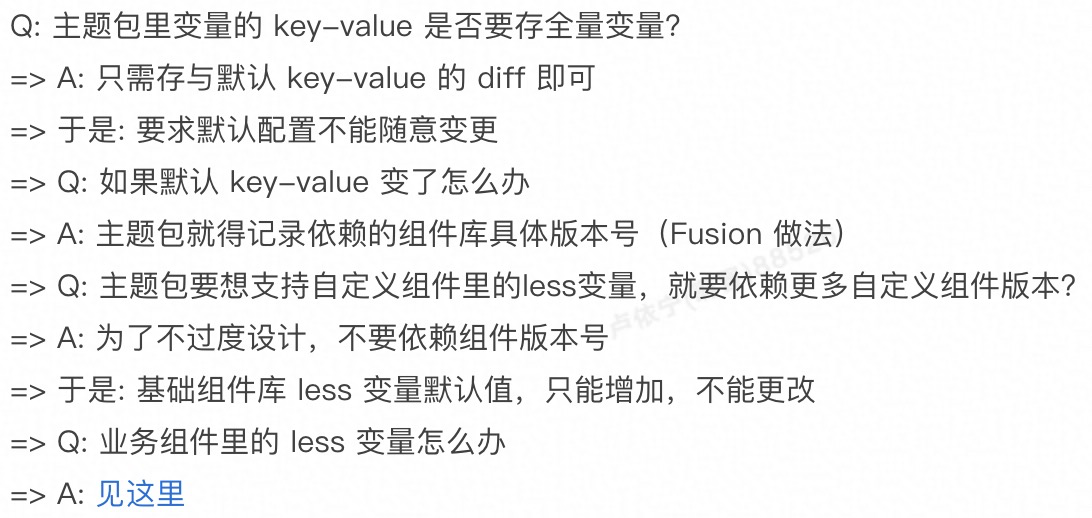 Q: 主题包里变量的 key-value 是否要存全量变量?
=> A: 只需存与默认 key-value 的 diff 即可
=> 于是: 要求默认配置不能随意变更
=> Q: 如果默认 key-value 变了怎么办
=> A: 主题包就得记录依赖的组件库具体版本号（Fusion 做法）
=> Q: 主题包要想支持自定义组件里的less变量，就要依赖更多自定义组件版本?
=> A: 为了不过度设计，不要依赖组件版本号
=> 于是: 基础组件库 less 变量默认值，只能增加，不能更改
=> Q: 业务组件里的 less 变量怎么办
=> A: 见这里